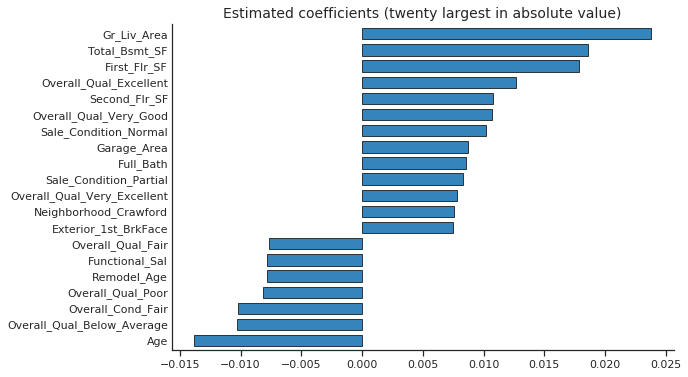 Estimated coefficients (twenty largest in absolute value)
Gr_Liv_Area
Total_Bsmt_SF
First_Flr_SF
Overall_Qual_Excellent
Second_Flr_SF
Overall_Qual_Very_Good
Sale_Condition_Normal
Garage_Area
Full_Bath
Sale_Condition_Partial
Overall_Qual_Very_Excellent
Neighborhood_Crawford
Exterior_1st_BrkFace
Overall_Qual_Fair
Functional_Sal
Remodel_Age
Overall_Qual_Poor
Overall_Cond_Fair
Overall_Qual_Below_Average
Age
−0.015 −0.010 −0.005 0.000 0.005 0.010 0.015 0.020 0.025